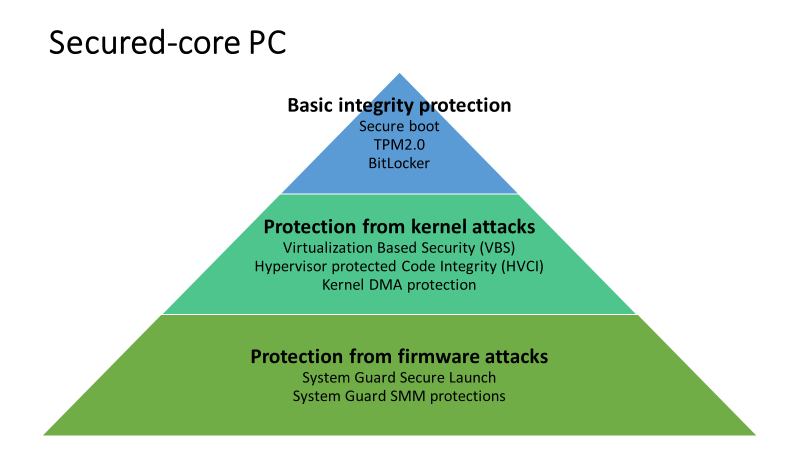 Secured-core PC
Basic integrity protection
Secure boot
TPM2.0
BitLocker
Protection from kernel attacks
Virtualization Based Security (VBS)
Hypervisor protected Code Integrity (HVCI)
Kernel DMA protection
Protection from firmware attacks
System Guard Secure Launch
System Guard SMM protections